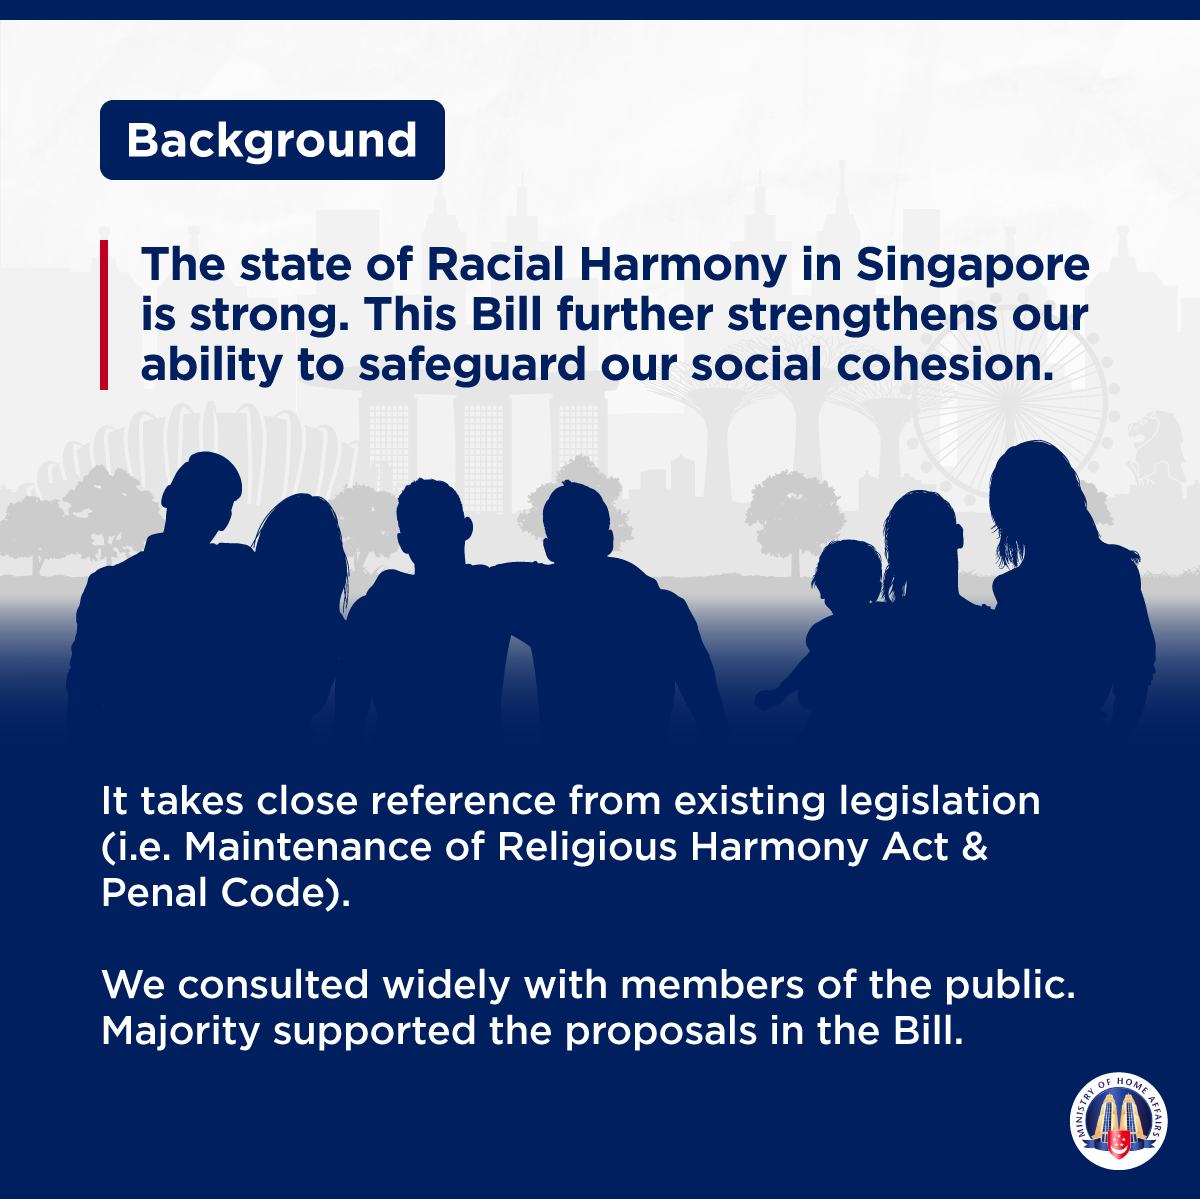 Background
The state of Racial Harmony in Singapore
is strong. This Bill further strengthens our
ability to safeguard our social cohesion.
It takes close reference from existing legislation
(i.e. Maintenance of Religious Harmony Act &
Penal Code).
We consulted widely with members of the public.
Majority supported the proposals in the Bill.
MINISTRY OF HOME AFFAIRS